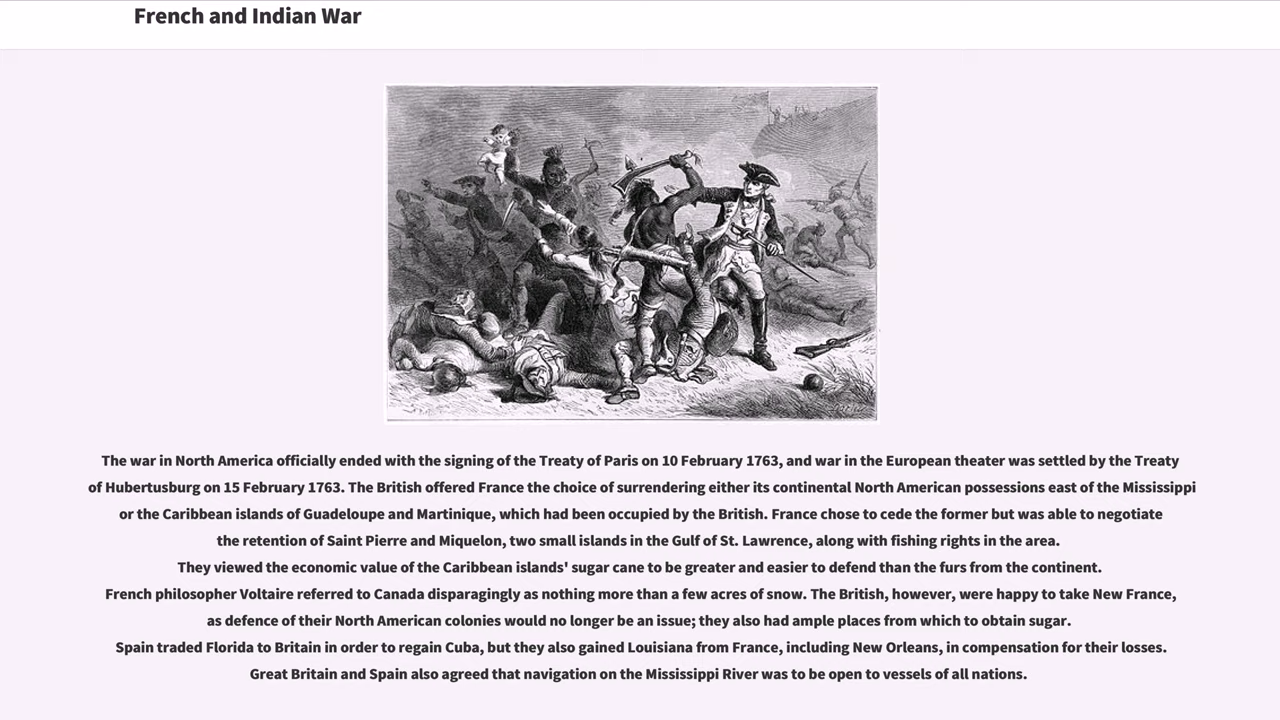 French and Indian War
The war in North America officially ended with the signing of the Treaty of Paris on 10 February 1763, and war in the European theater was settled by the Treaty
of Hubertusburg on 15 February 1763. The British offered France the choice of surrendering either its continental North American possessions east of the Mississippi
or the Caribbean islands of Guadeloupe and Martinique, which had been occupied by the British. France chose to cede the former but was able to negotiate
the retention of Saint Pierre and Miquelon, two small islands in the Gulf of St. Lawrence, along with fishing rights in the area.
They viewed the economic value of the Caribbean islands' sugar cane to be greater and easier to defend than the furs from the continent.
French philosopher Voltaire referred to Canada disparagingly as nothing more than a few acres of snow. The British, however, were happy to take New France,
as defence of their North American colonies would no longer be an issue; they also had ample places from which to obtain sugar.
Spain traded Florida to Britain in order to regain Cuba, but they also gained Louisiana from France, including New Orleans, in compensation for their losses.
Great Britain and Spain also agreed that navigation on the Mississippi River was to be open to vessels of all nations.